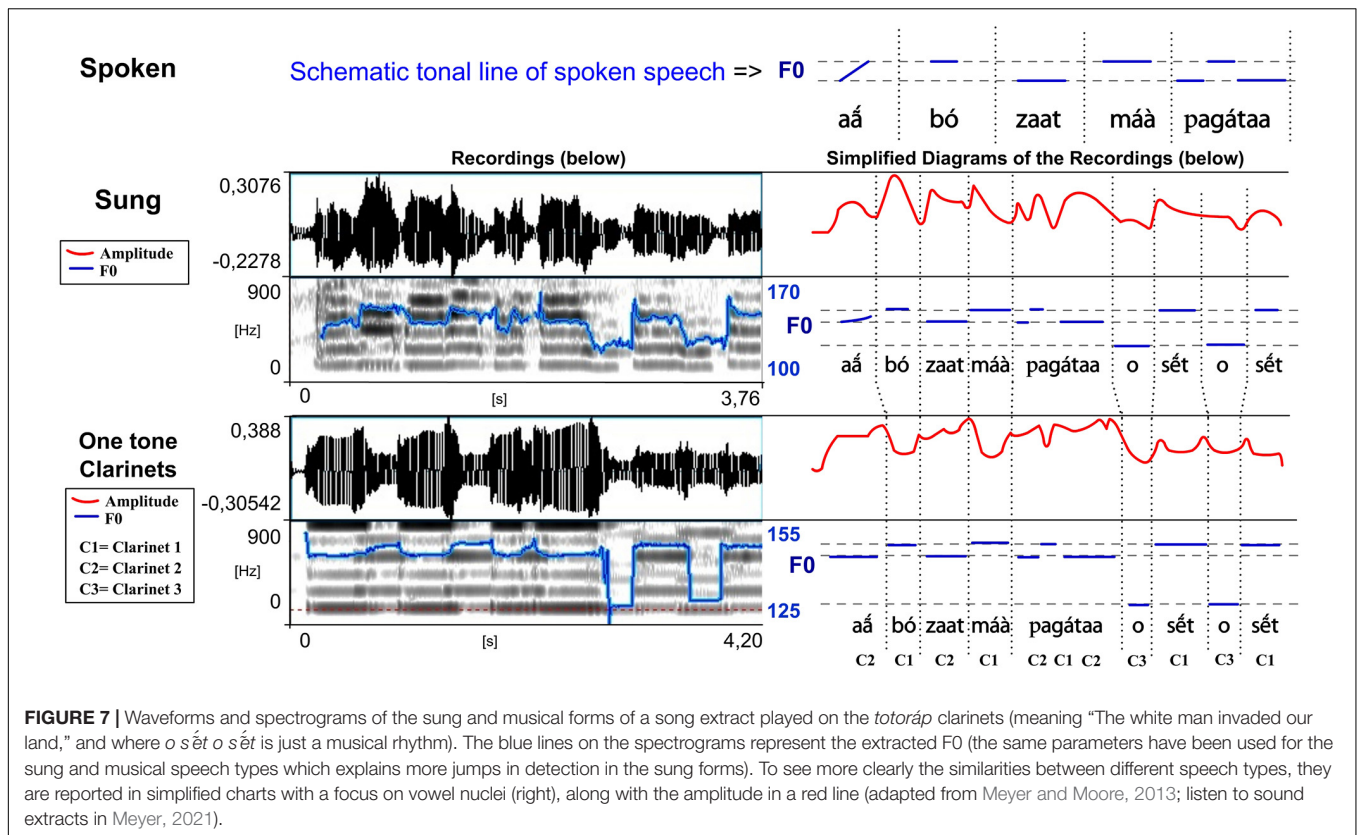 Spoken
Schematic tonal line of spoken speech => F0
aá̃ bó zaat máà pagátaa
Recordings (below)
Simplified Diagrams of the Recordings (below)
Sung
Amplitude
F0
0,3076
-0,2278
900
[Hz]
0
0 [s] 3,76
170
F0
100
aá̃ bó zaat máà pagátaa o sế̃t o sế̃t
One tone
Clarinets
Amplitude
F0
C1= Clarinet 1
C2= Clarinet 2
C3= Clarinet 3
0,388
-0,30542
900
[Hz]
0
0 [s] 4,20
155
F0
125
aá̃ bó zaat máà pagátaa o sế̃t o sế̃t
C2 C1 C2 C1 C2 C1 C2 C3 C1 C3 C1
FIGURE 7 | Waveforms and spectrograms of the sung and musical forms of a song extract played on the totoráp clarinets (meaning “The white man invaded our
land,” and where o sế̃t o sế̃t is just a musical rhythm). The blue lines on the spectrograms represent the extracted F0 (the same parameters have been used for the
sung and musical speech types which explains more jumps in detection in the sung forms). To see more clearly the similarities between different speech types, they
are reported in simplified charts with a focus on vowel nuclei (right), along with the amplitude in a red line (adapted from Meyer and Moore, 2013; listen to sound
extracts in Meyer, 2021).